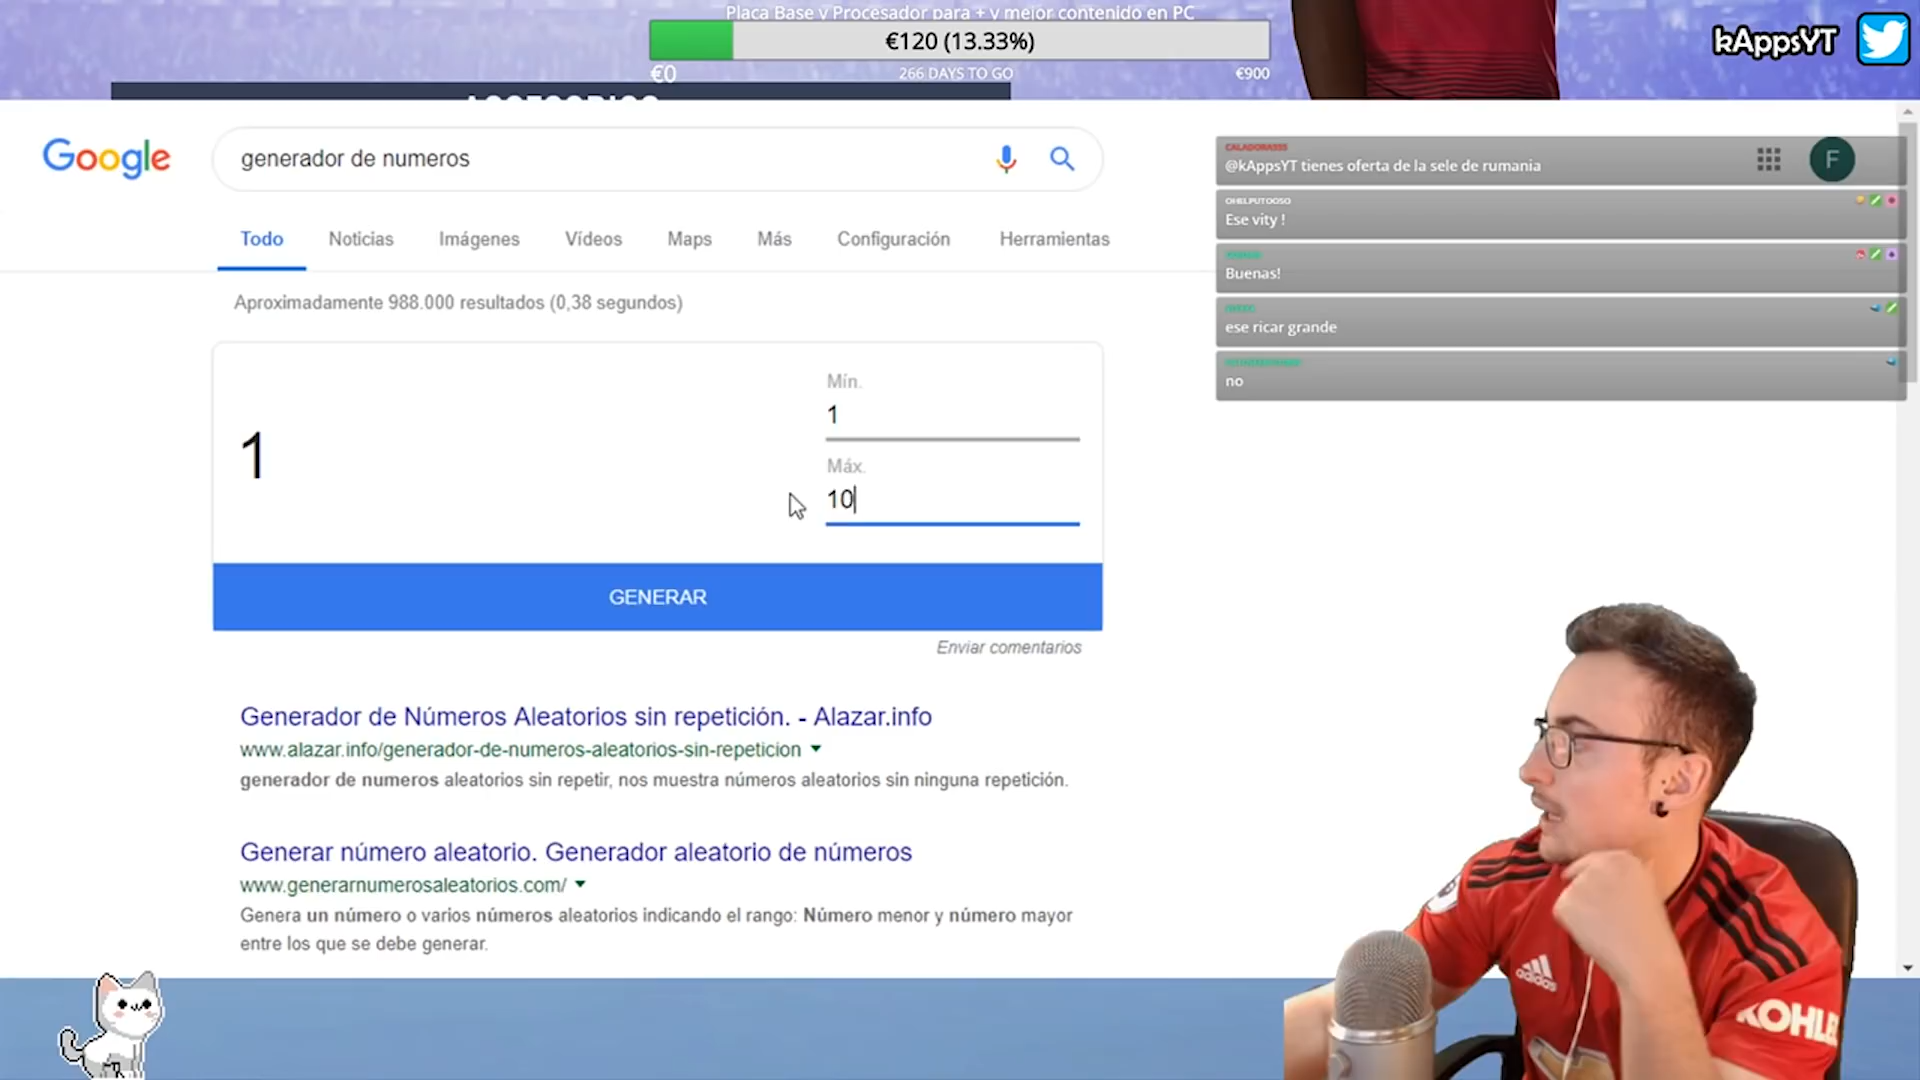 Placa Base y Procesador para + y mejor contenido en PC
€120 (13.33%)
€0
266 DAYS TO GO
€900
kAppsYT
ACCESORIOS
Google
generador de numeros
Todo
Noticias
Imágenes
Vídeos
Maps
Más
Configuración
Herramientas
Aproximadamente 988.000 resultados (0,38 segundos)
1
Mín.
1
Máx.
10
GENERAR
Enviar comentarios
Generador de Números Aleatorios sin repetición. - Alazar.info
www.alazar.info/generador-de-numeros-aleatorios-sin-repeticion
generador de numeros aleatorios sin repetir, nos muestra números aleatorios sin ninguna repetición.
Generar número aleatorio. Generador aleatorio de números
www.generarnumerosaleatorios.com/
Genera un número o varios números aleatorios indicando el rango: Número menor y número mayor
entre los que se debe generar.
CALADORA555
@kAppsYT tienes oferta de la sele de rumania
F
OHELPUTOOSO
Ese vity !
Buenas!
ese ricar grande
no
adidas
KOHLE